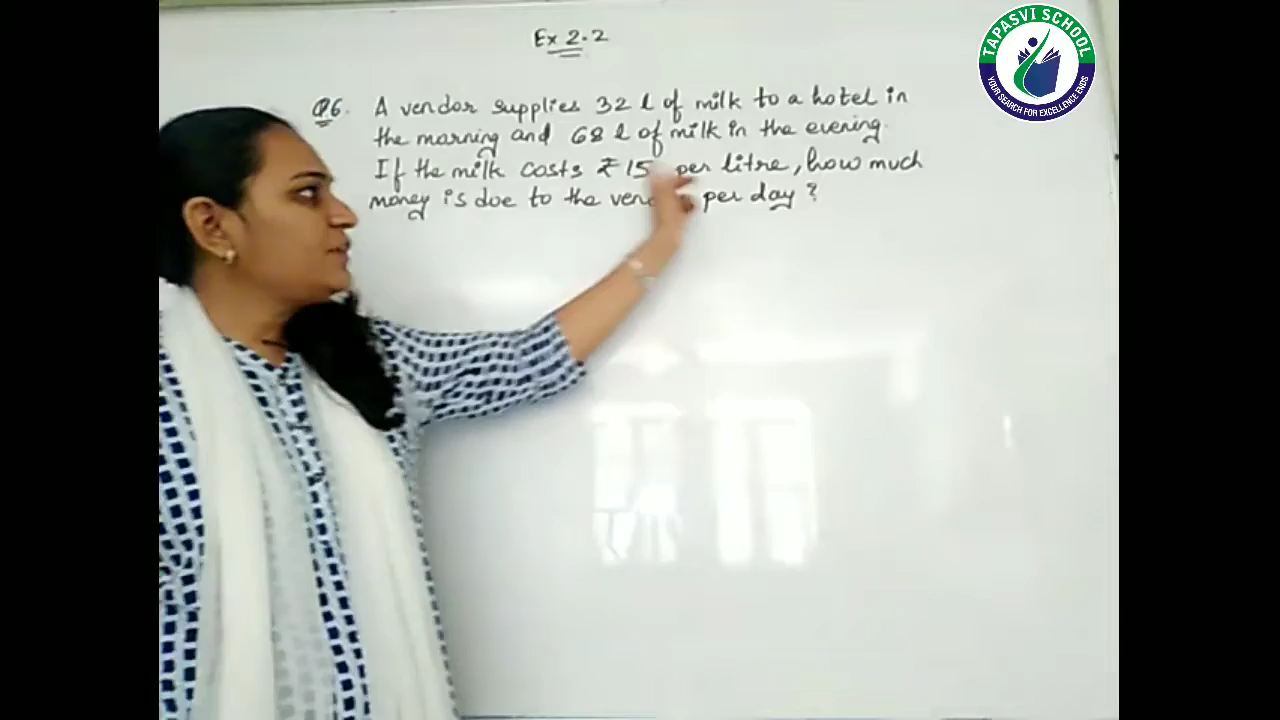 Ex 2.2
Q6. A vendor supplies 32 l of milk to a hotel in
the morning and 68 l of milk in the evening.
If the milk costs ₹ 15 per litre, how much
money is due to the per day ?
TAPASVI SCHOOL
YOUR SEARCH FOR EXCELLENCE ENDS